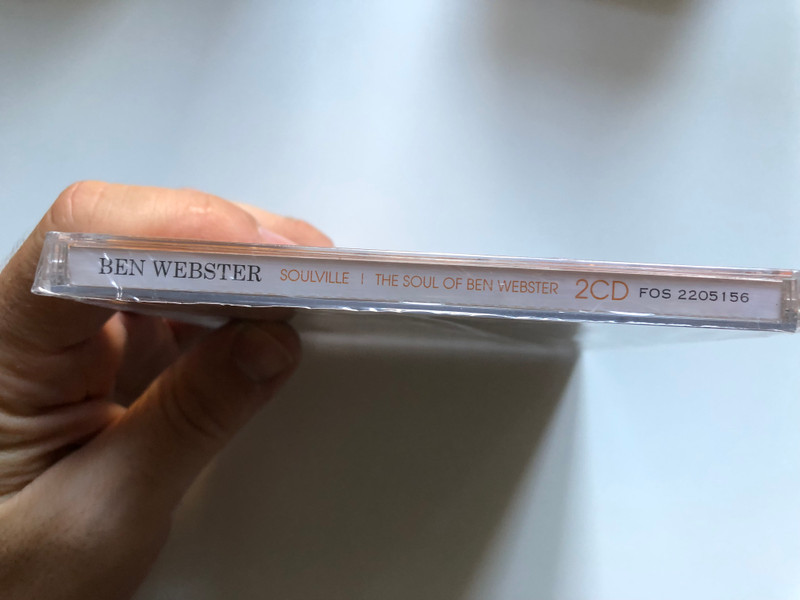 BEN WEBSTER SOULVILLE | THE SOUL OF BEN WEBSTER 2CD FOS 2205156